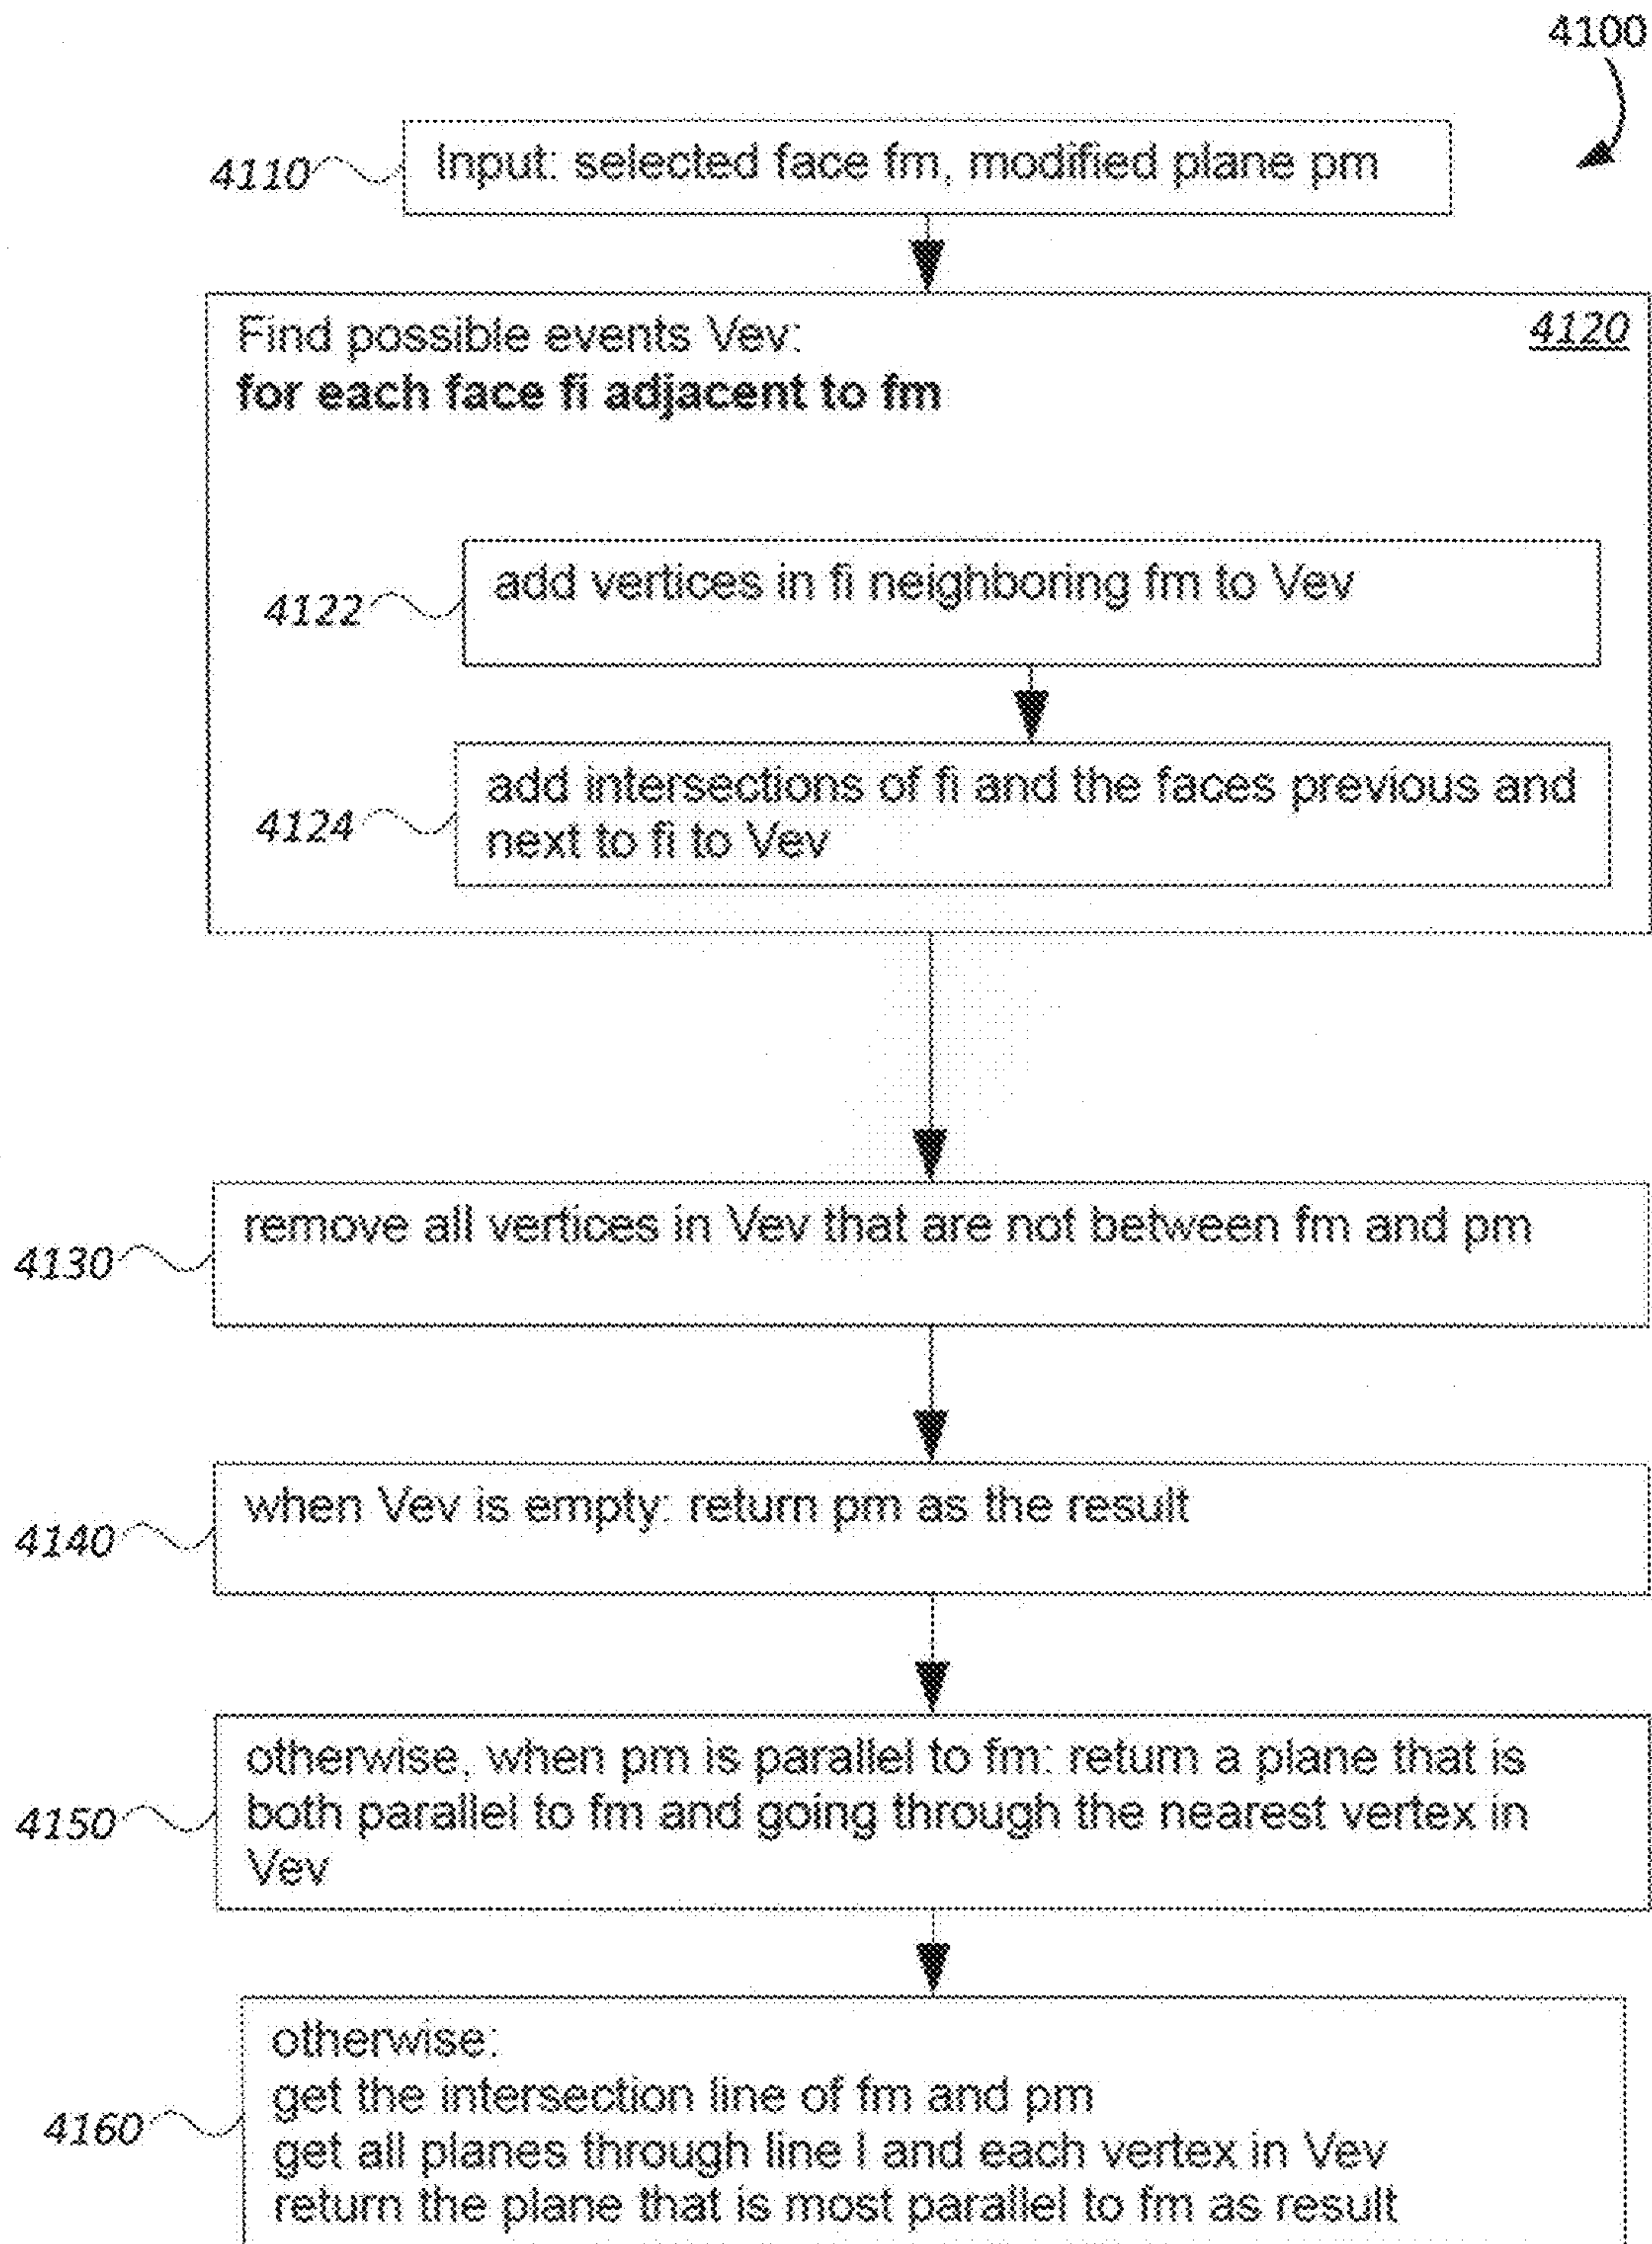 4100
4110
Input: selected face fm, modified plane pm
Find possible events Vev:
4120
for each face fi adjacent to fm
4122
add vertices in fi neighboring fm to Vev
4124
add intersections of fi and the faces previous and
next to fi to Vev
4130
remove all vertices in Vev that are not between fm and pm
4140
when Vev is empty: return pm as the result
4150
otherwise, when pm is parallel to fm: return a plane that is
both parallel to fm and going through the nearest vertex in
Vev
4160
otherwise:
get the intersection line of fm and pm
get all planes through line l and each vertex in Vev
return the plane that is most parallel to fm as result